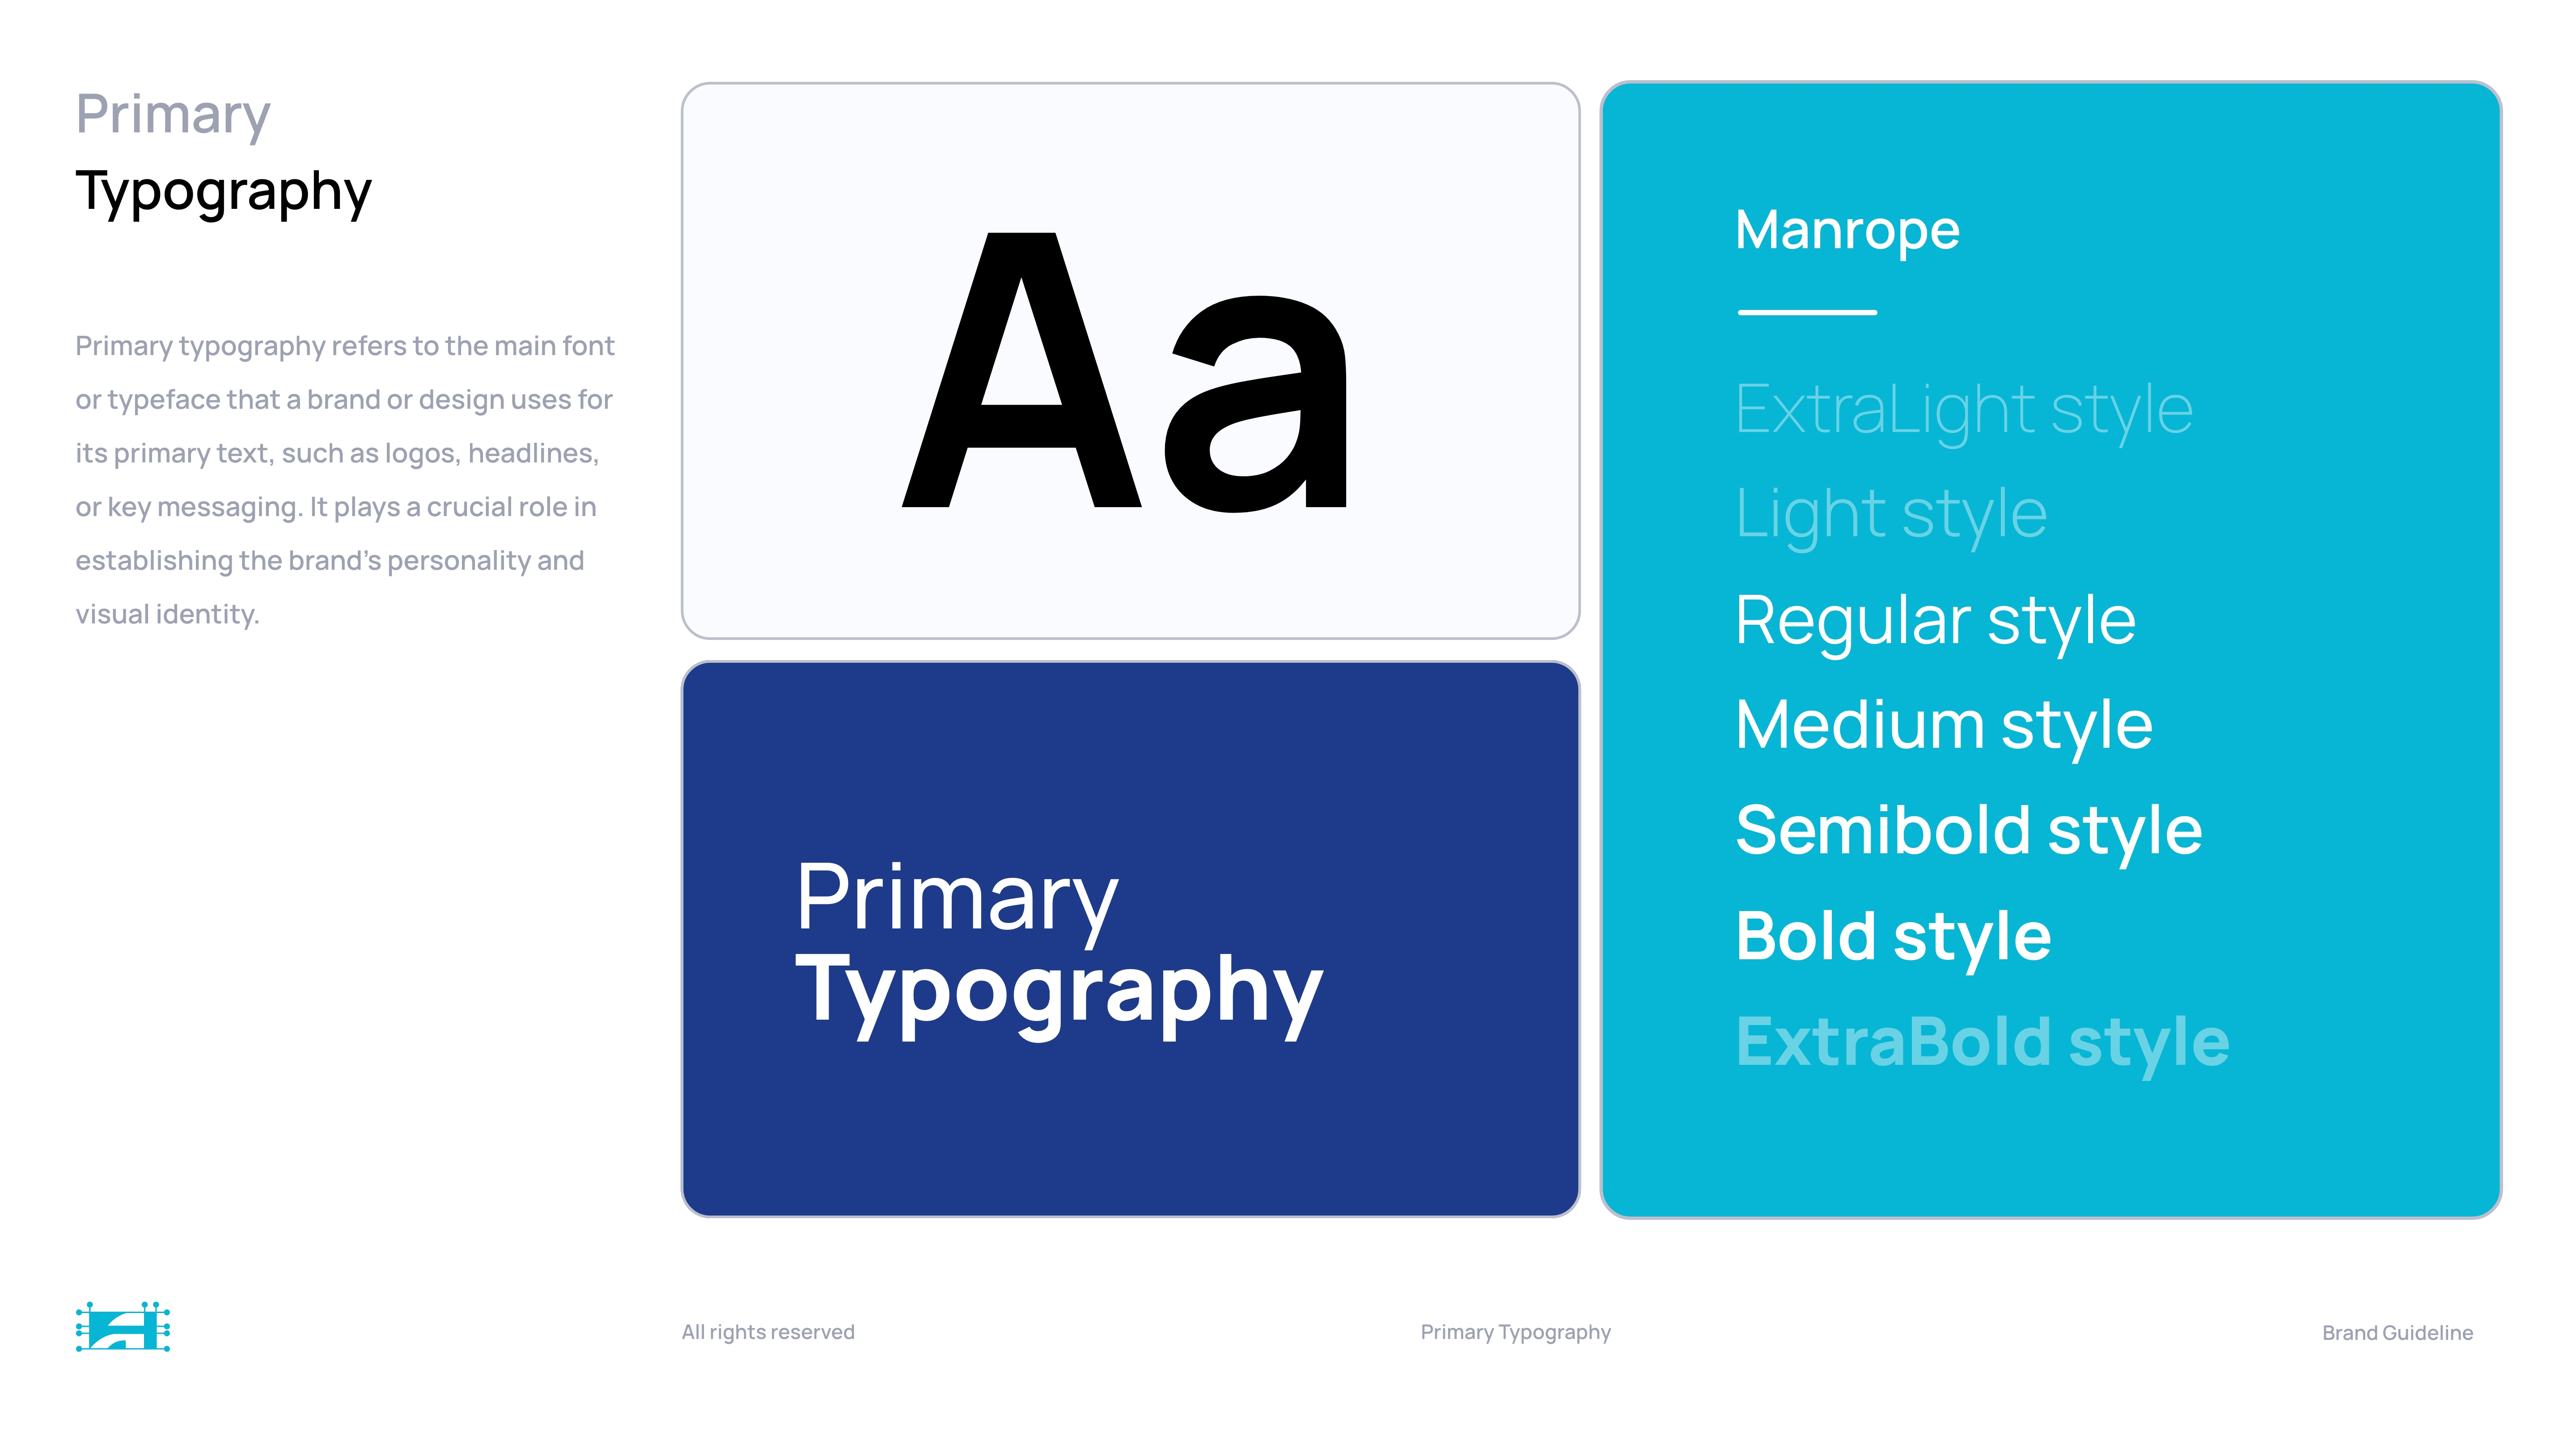 Primary
Typography
Primary typography refers to the main font
or typeface that a brand or design uses for
its primary text, such as logos, headlines,
or key messaging. It plays a crucial role in
establishing the brand’s personality and
visual identity.
Aa
Primary
Typography
Manrope
ExtraLight style
Light style
Regular style
Medium style
Semibold style
Bold style
ExtraBold style
All rights reserved
Primary Typography
Brand Guideline